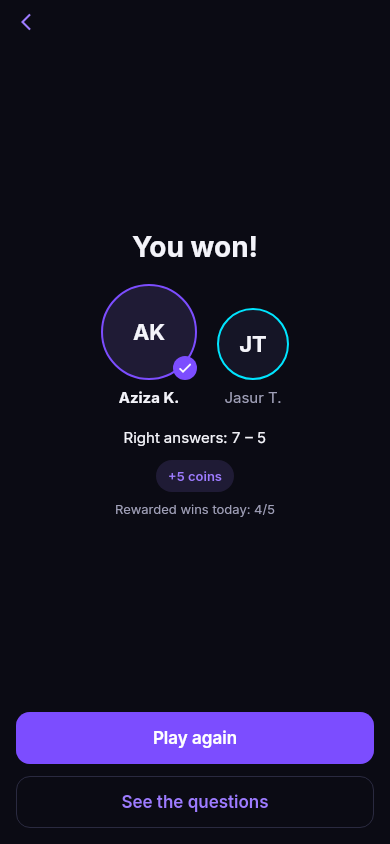 You won!
AK
JT
Aziza K.
Jasur T.
Right answers: 7 – 5
+5 coins
Rewarded wins today: 4/5
Play again
See the questions